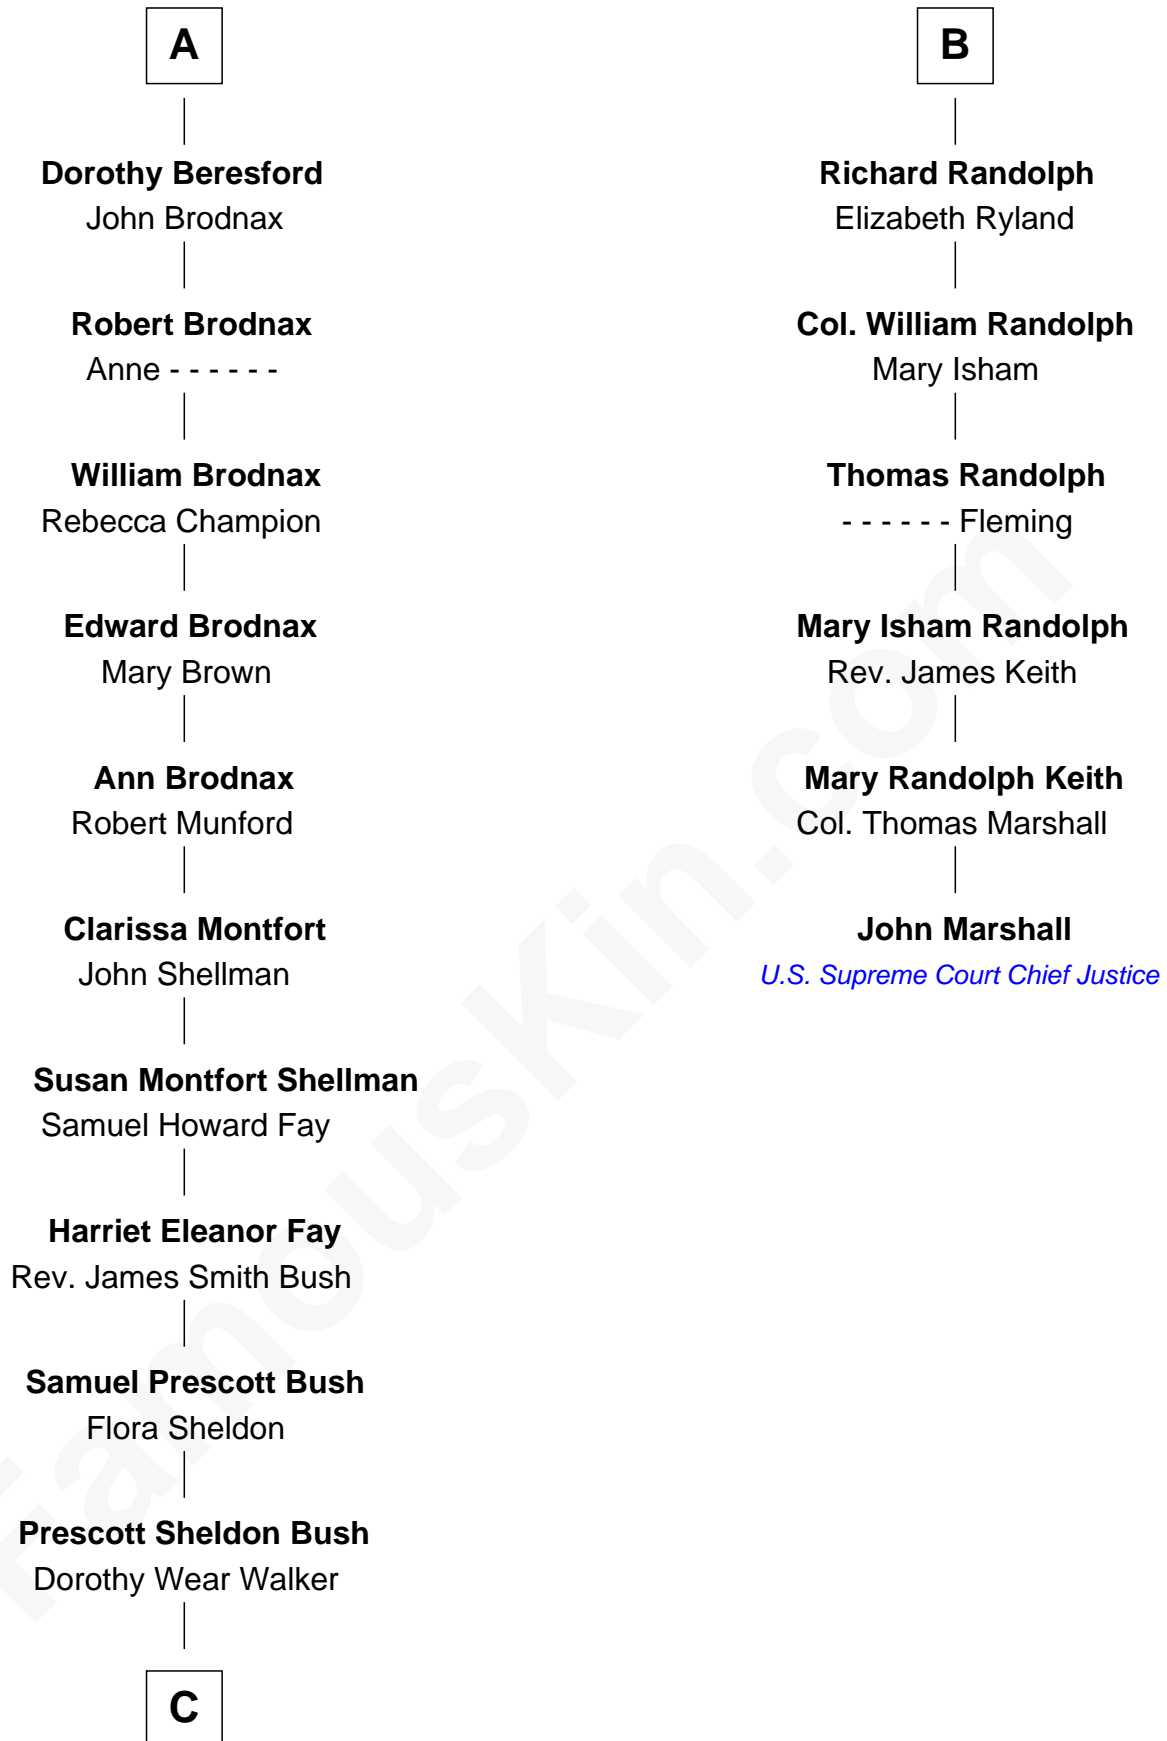 A
Dorothy Beresford
John Brodnax
Robert Brodnax
Anne - - - - - -
William Brodnax
Rebecca Champion
Edward Brodnax
Mary Brown
Ann Brodnax
Robert Munford
Clarissa Montfort
John Shellman
Susan Montfort Shellman
Samuel Howard Fay
Harriet Eleanor Fay
Rev. James Smith Bush
Samuel Prescott Bush
Flora Sheldon
Prescott Sheldon Bush
Dorothy Wear Walker
C
B
Richard Randolph
Elizabeth Ryland
Col. William Randolph
Mary Isham
Thomas Randolph
- - - - - - Fleming
Mary Isham Randolph
Rev. James Keith
Mary Randolph Keith
Col. Thomas Marshall
John Marshall
U.S. Supreme Court Chief Justice
FamousKin.com